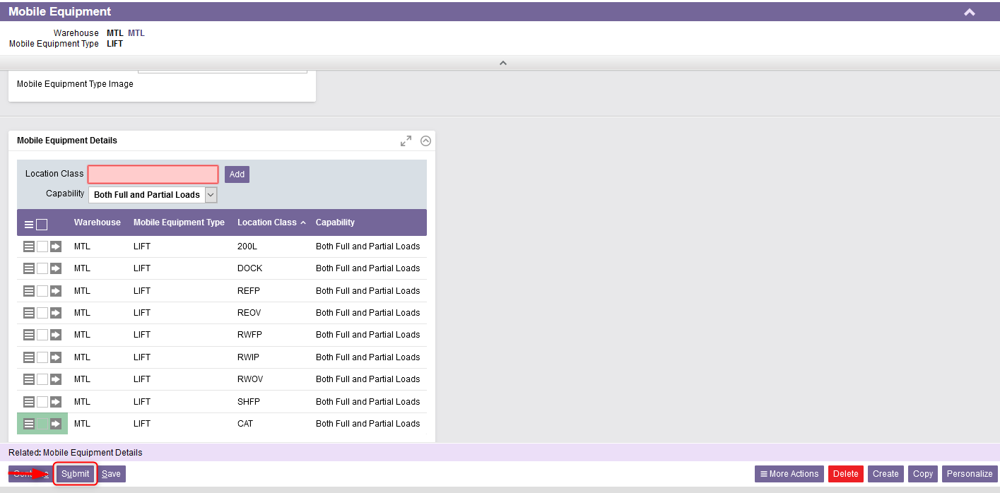 Mobile Equipment
Warehouse MTL MTL
Mobile Equipment Type LIFT
Mobile Equipment Type Image
Mobile Equipment Details
Location Class Add
Capability Both Full and Partial Loads
Warehouse Mobile Equipment Type Location Class Capability
MTL LIFT 200L Both Full and Partial Loads
MTL LIFT DOCK Both Full and Partial Loads
MTL LIFT REFP Both Full and Partial Loads
MTL LIFT REOV Both Full and Partial Loads
MTL LIFT RWFP Both Full and Partial Loads
MTL LIFT RWIP Both Full and Partial Loads
MTL LIFT RWOV Both Full and Partial Loads
MTL LIFT SHFP Both Full and Partial Loads
MTL LIFT CAT Both Full and Partial Loads
Related: Mobile Equipment Details
Submit Save More Actions Delete Create Copy Personalize